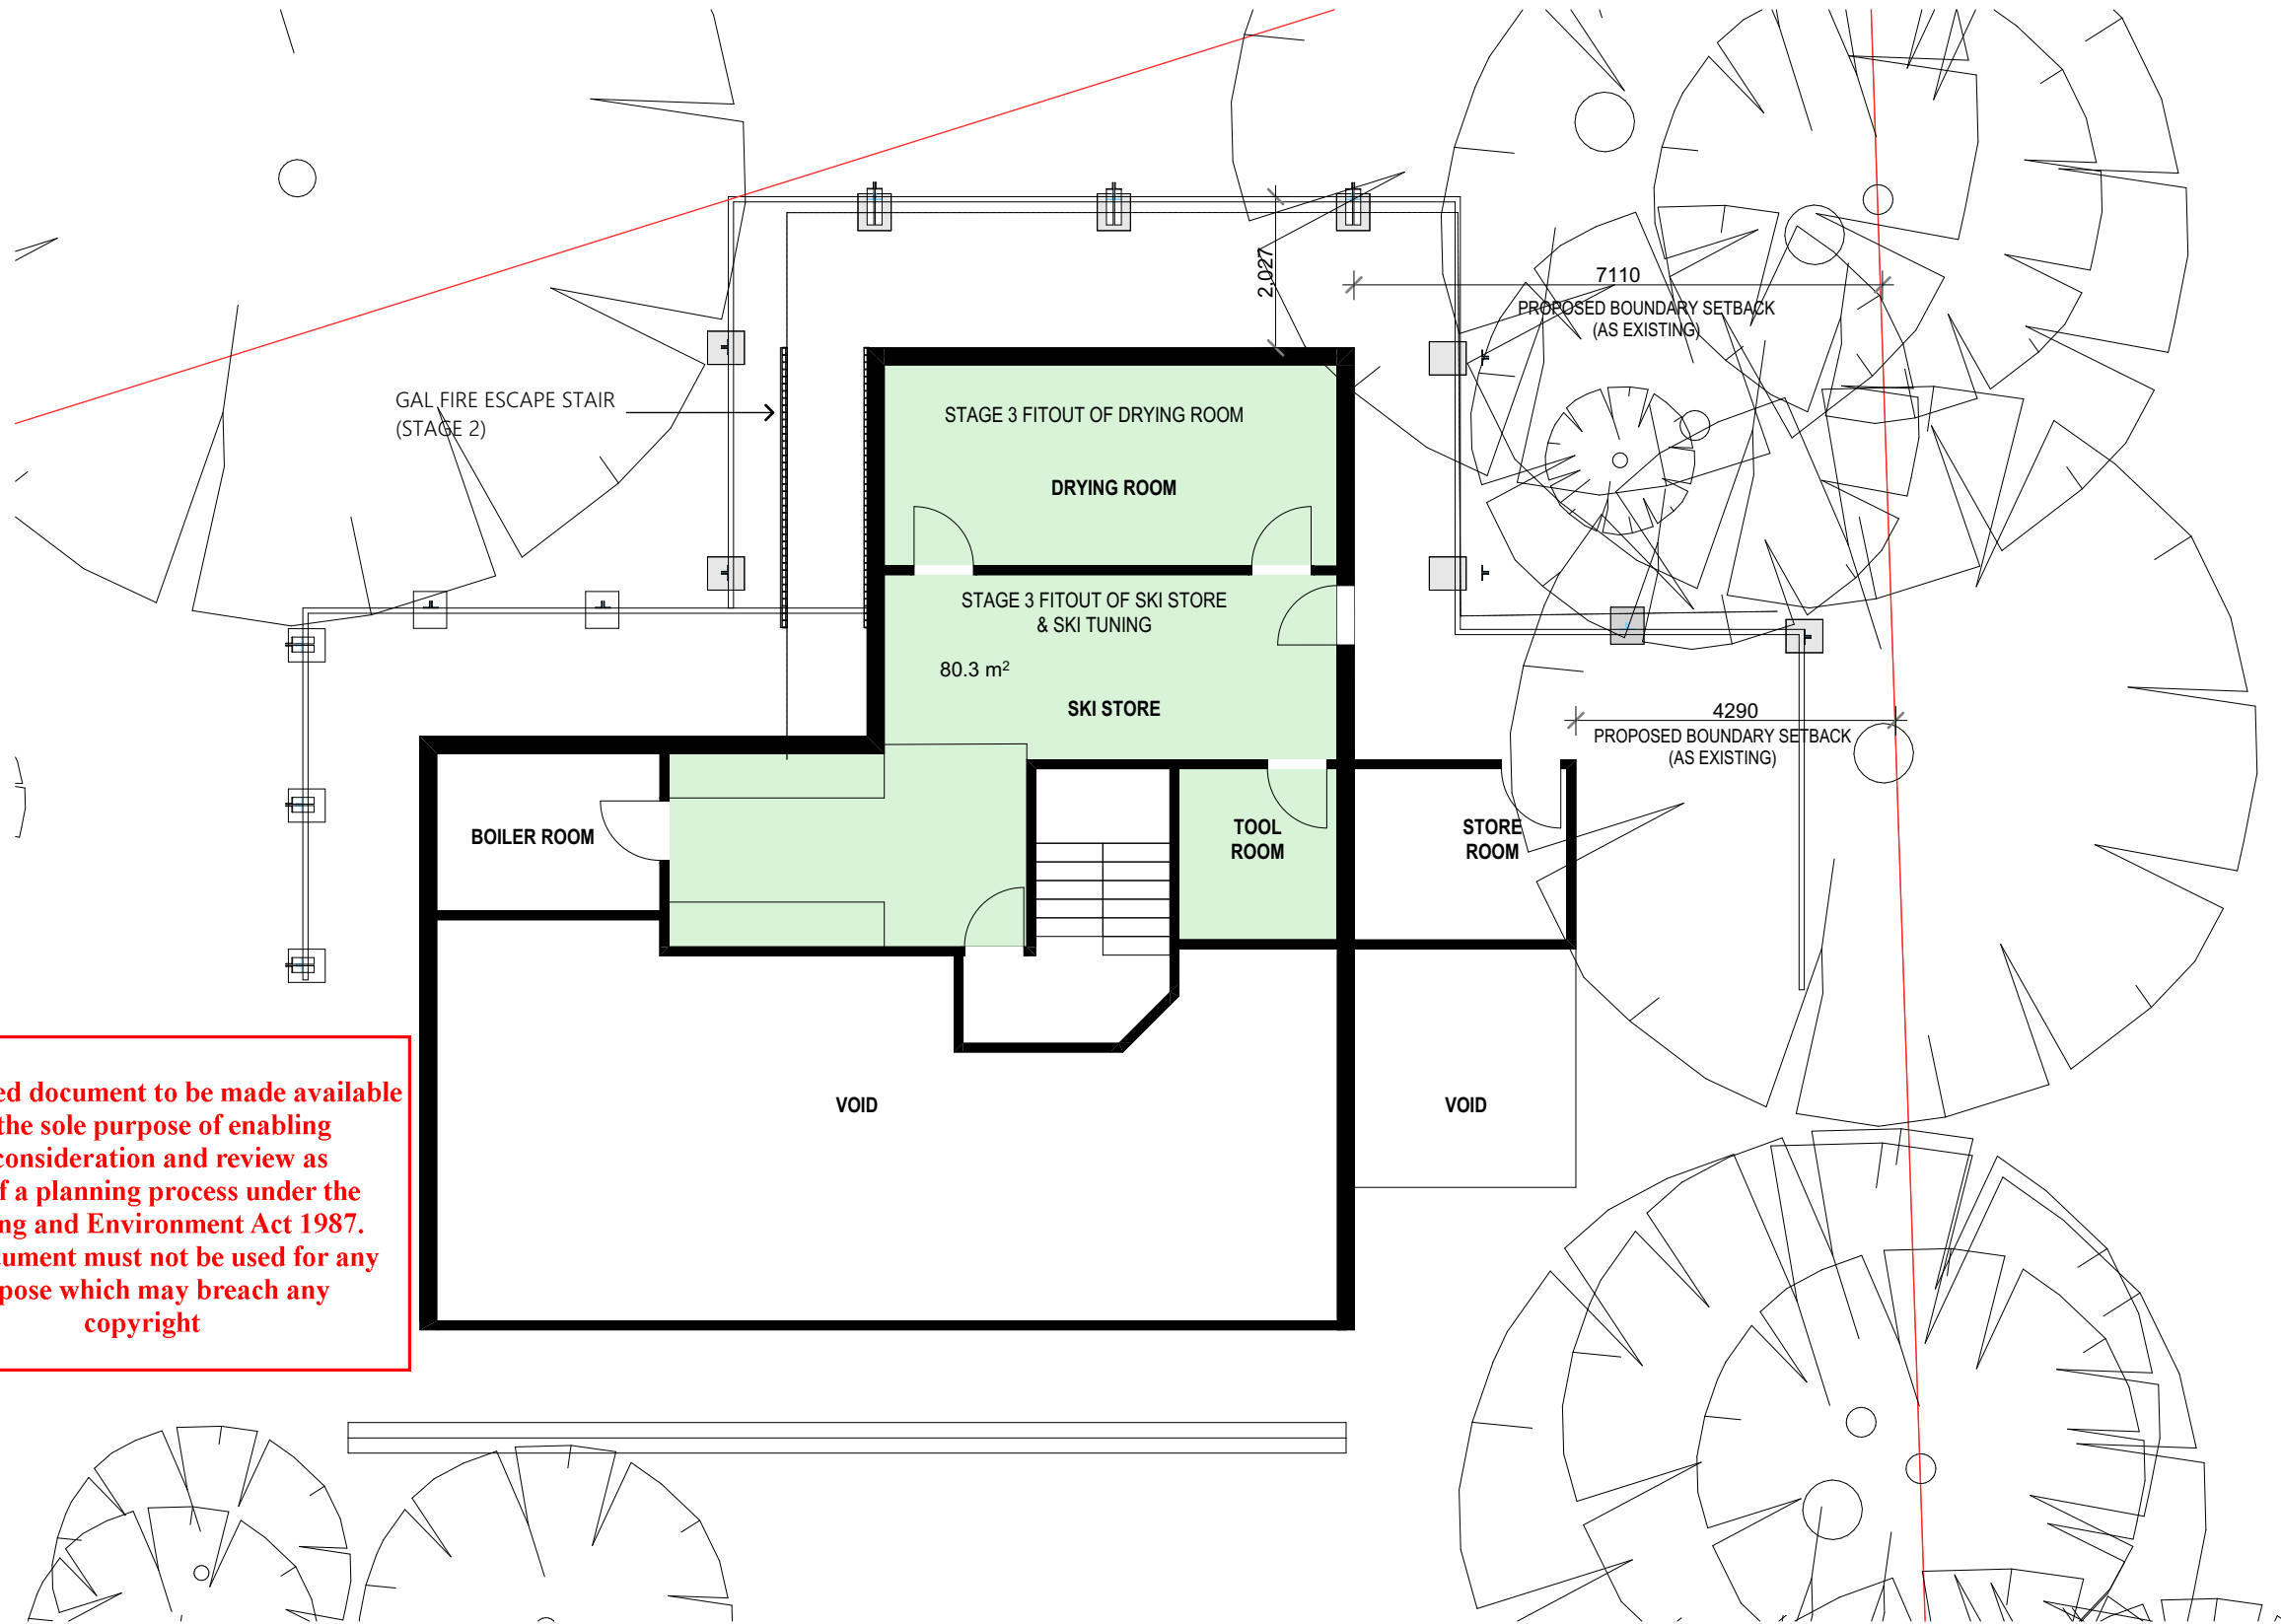 2,027
7110
PROPOSED BOUNDARY SETBACK
(AS EXISTING)
GAL FIRE ESCAPE STAIR
(STAGE 2)
STAGE 3 FITOUT OF DRYING ROOM
DRYING ROOM
STAGE 3 FITOUT OF SKI STORE
& SKI TUNING
80.3 m²
SKI STORE
4290
PROPOSED BOUNDARY SETBACK
(AS EXISTING)
BOILER ROOM
TOOL
ROOM
STORE
ROOM
VOID
VOID
ed document to be made available
the sole purpose of enabling
consideration and review as
f a planning process under the
ng and Environment Act 1987.
cument must not be used for any
pose which may breach any
copyright